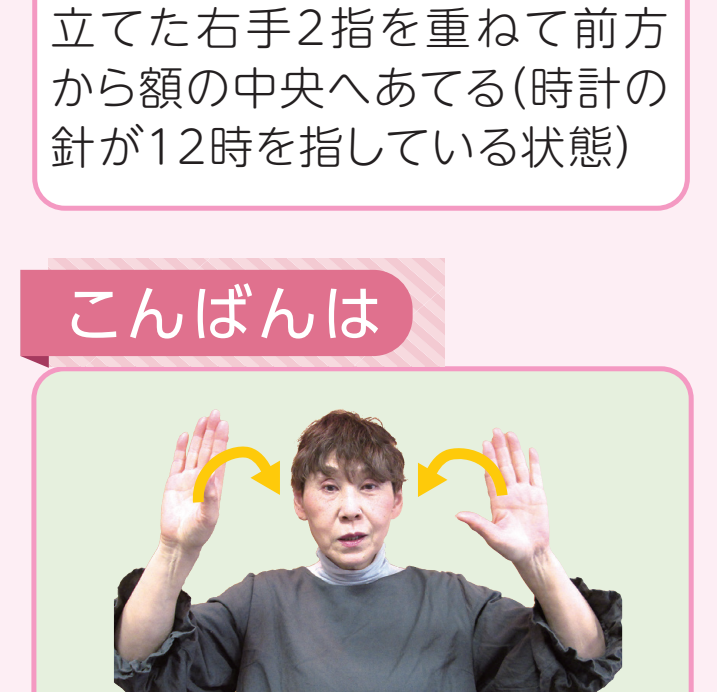 立てた右手2指を重ねて前方
から額の中央へあてる(時計の
針が12時を指している状態)
こんばんは